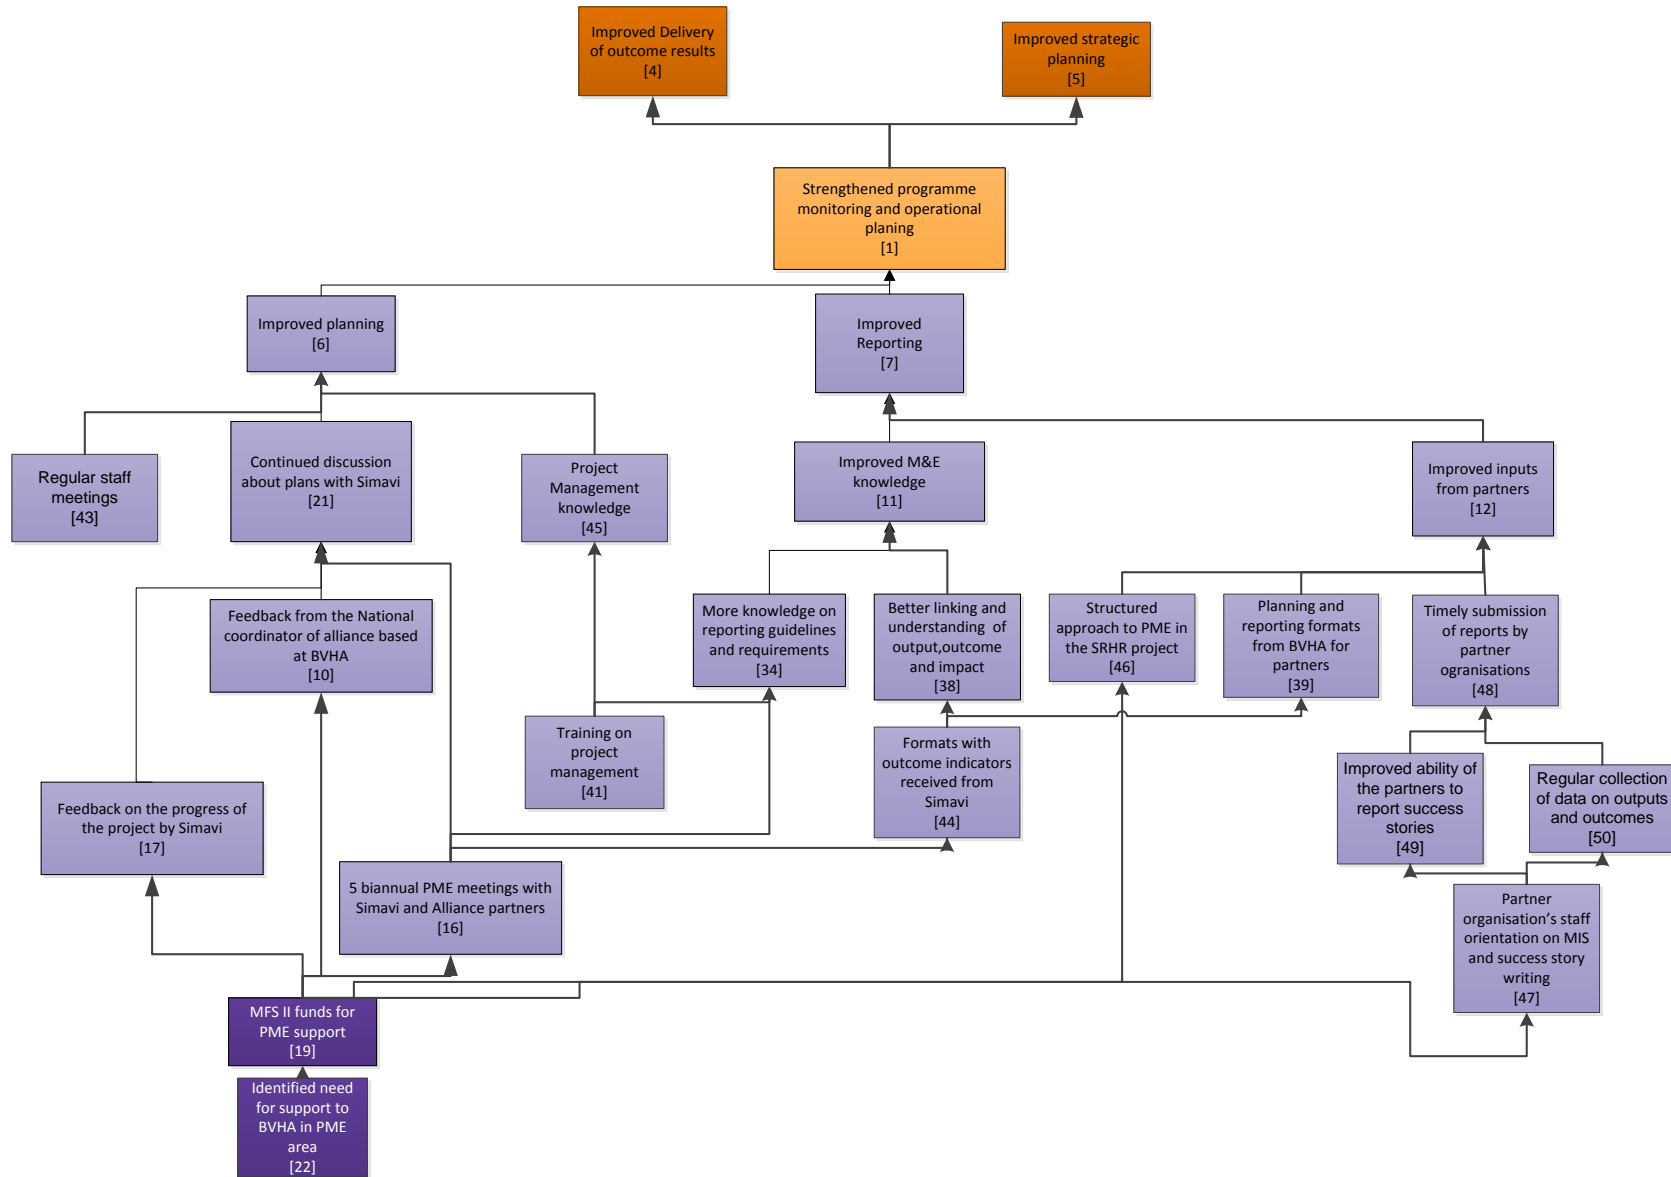 Improved Delivery
of outcome results
[4]
Improved strategic
planning
[5]
Strengthened programme
monitoring and operational
planing
[1]
Improved planning
[6]
Improved
Reporting
[7]
Regular staff
meetings
[43]
Continued discussion
about plans with Simavi
[21]
Project
Management
knowledge
[45]
Improved M&E
knowledge
[11]
Improved inputs
from partners
[12]
Feedback from the National
coordinator of alliance based
at BVHA
[10]
More knowledge on
reporting guidelines
and requirements
[34]
Better linking and
understanding of
output,outcome
and impact
[38]
Structured
approach to PME in
the SRHR project
[46]
Planning and
reporting formats
from BVHA for
partners
[39]
Timely submission
of reports by
partner
ogranisations
[48]
Training on
project
management
[41]
Formats with
outcome indicators
received from
Simavi
[44]
Improved ability of
the partners to
report success
stories
[49]
Regular collection
of data on outputs
and outcomes
[50]
Feedback on the progress of
the project by Simavi
[17]
5 biannual PME meetings with
Simavi and Alliance partners
[16]
Partner
organisation’s staff
orientation on MIS
and success story
writing
[47]
MFS II funds for
PME support
[19]
Identified need
for support to
BVHA in PME
area
[22]